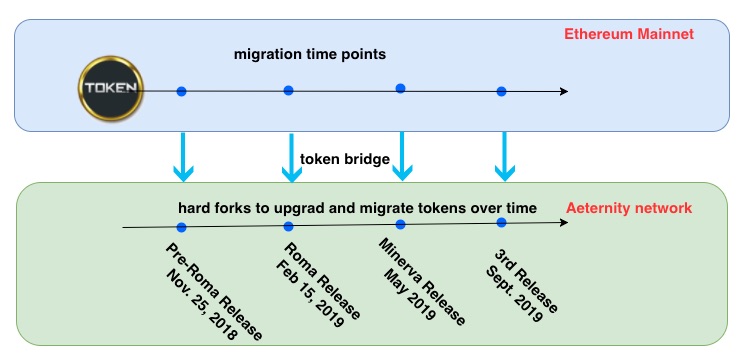 Ethereum Mainnet
migration time points
TOKEN
token bridge
hard forks to upgrad and migrate tokens over time
Aeternity network
Pre-Roma Release
Nov. 25, 2018
Roma Release
Feb 15, 2019
Minerva Release
May 2019
3rd Release
Sept. 2019